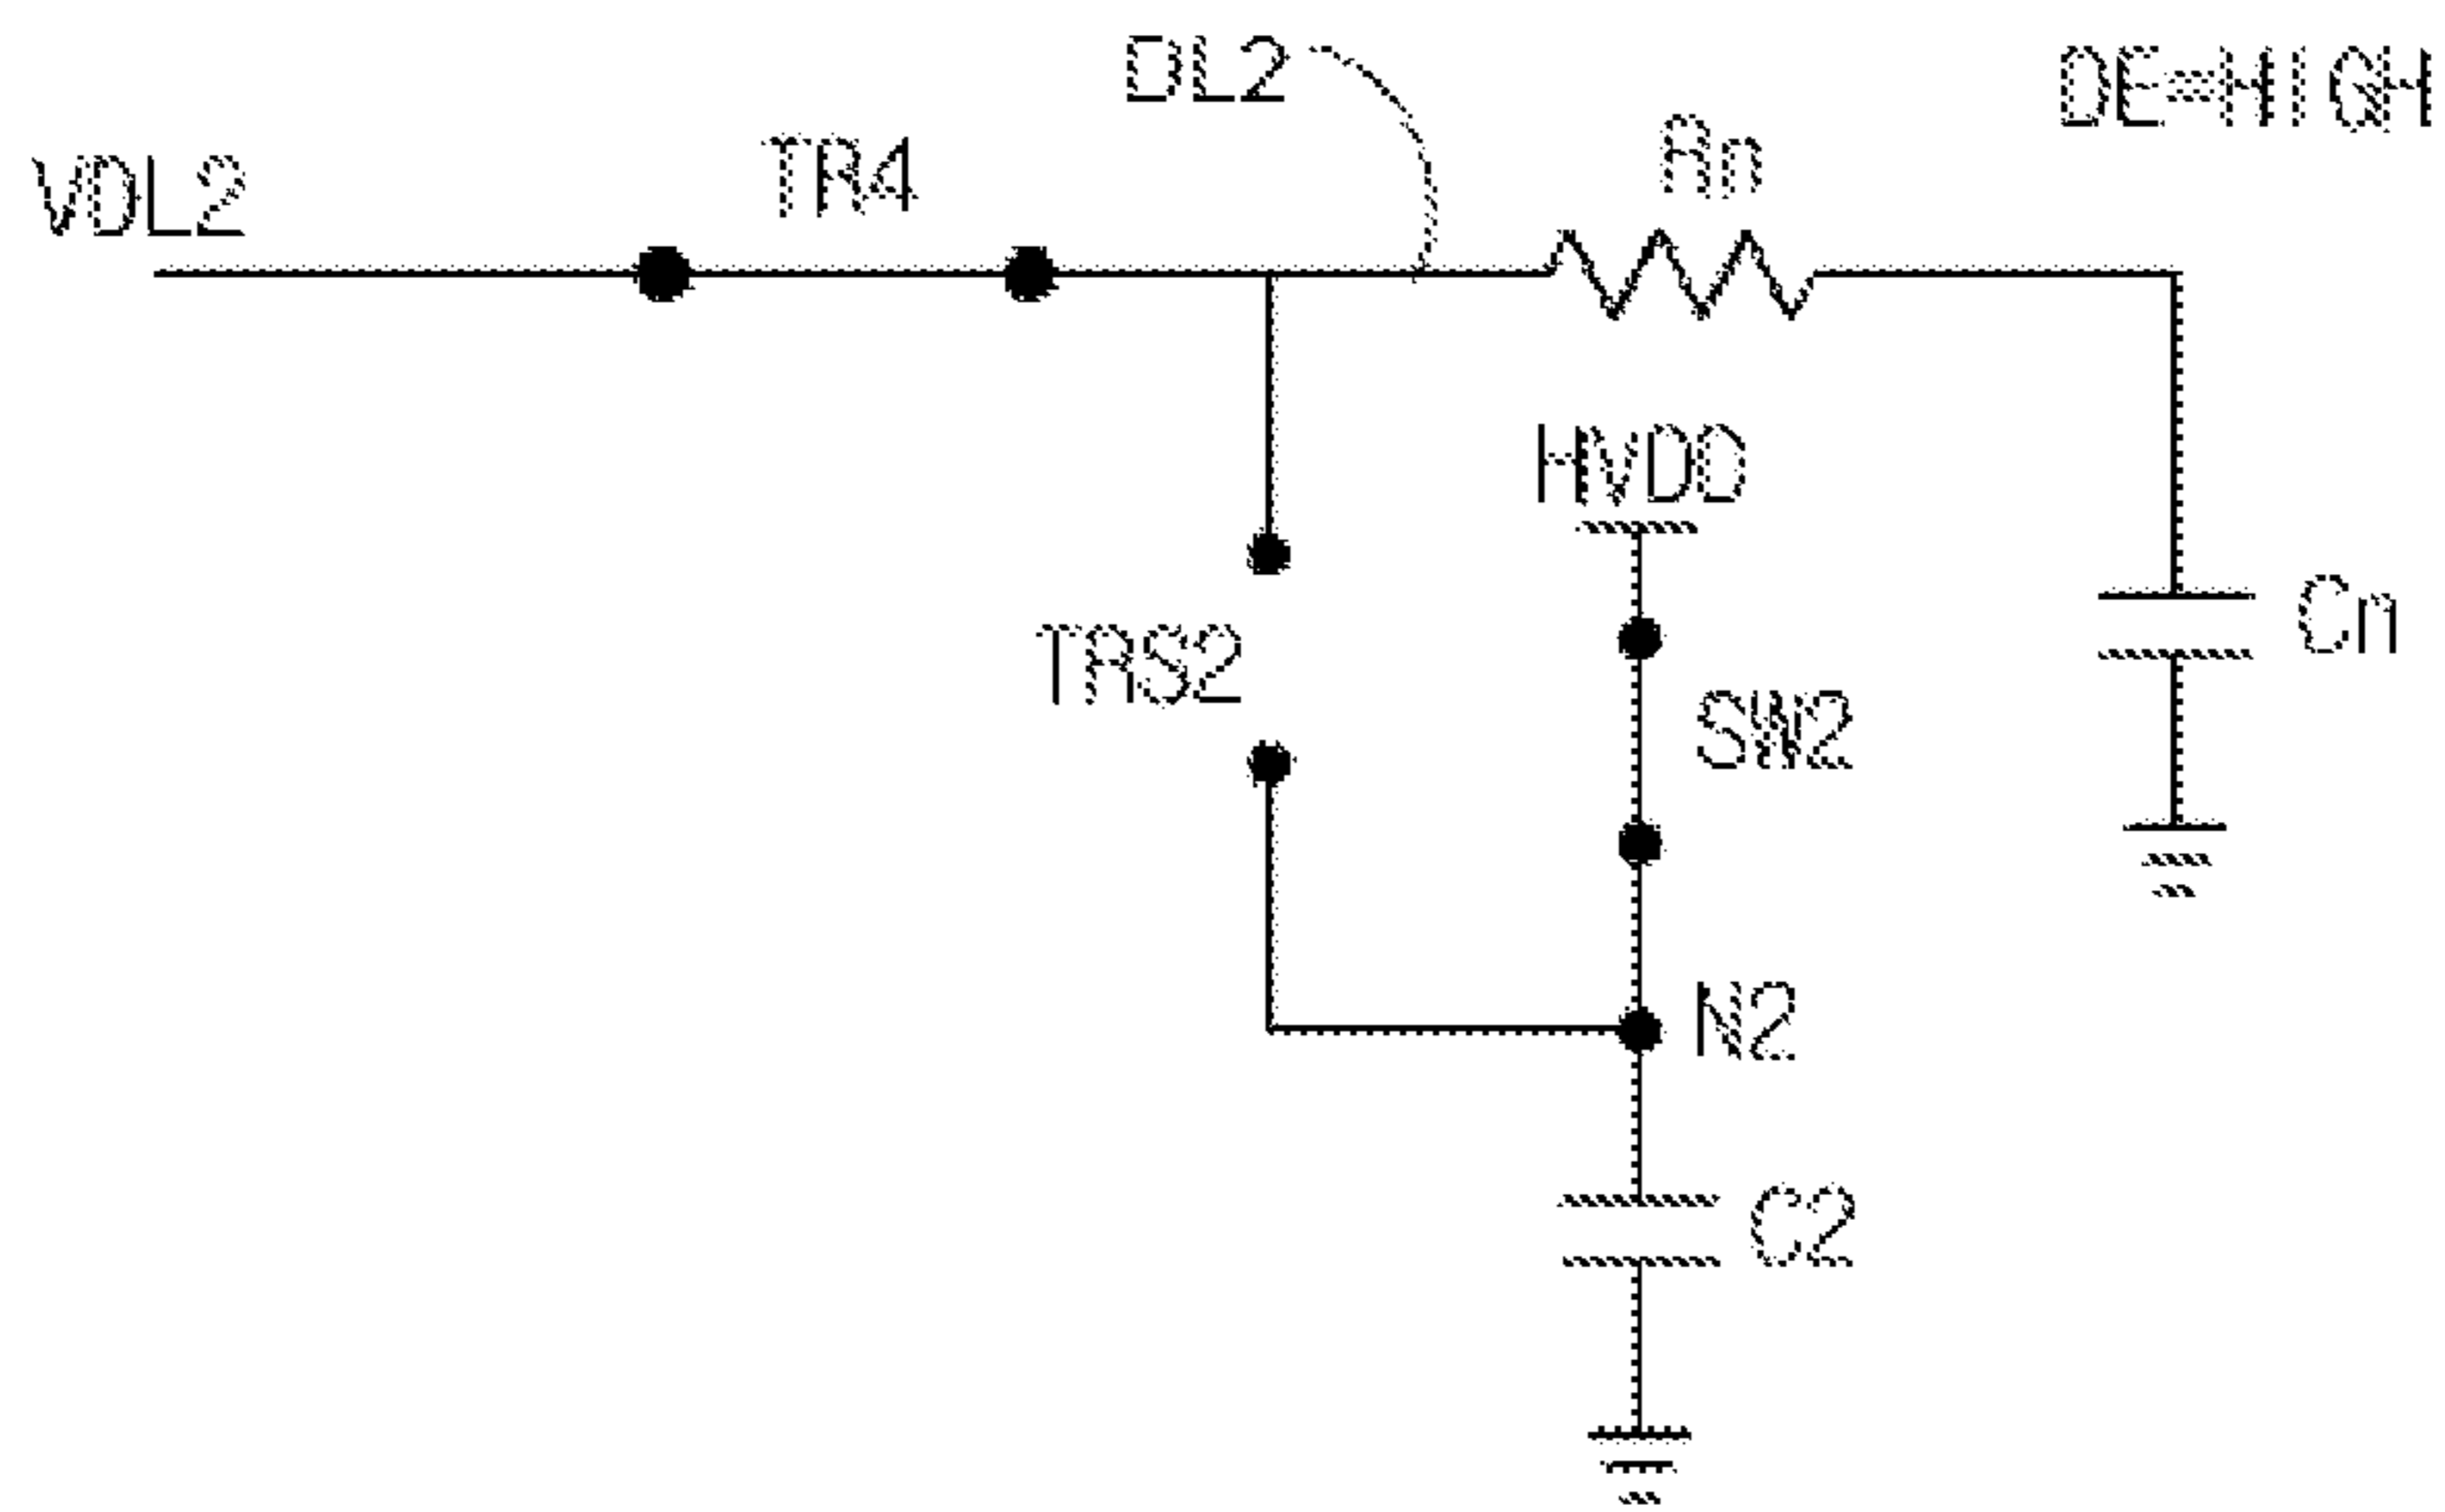 DL2
DE=HIGH
VDL2
TR4
Rn
HVDD
Cn
TRS2
SW2
N2
C2